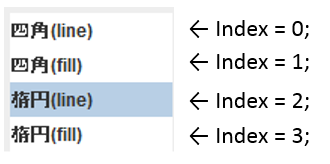 四角(line) ← Index = 0;
四角(fill) ← Index = 1;
楕円(line) ← Index = 2;
楕円(fill) ← Index = 3;